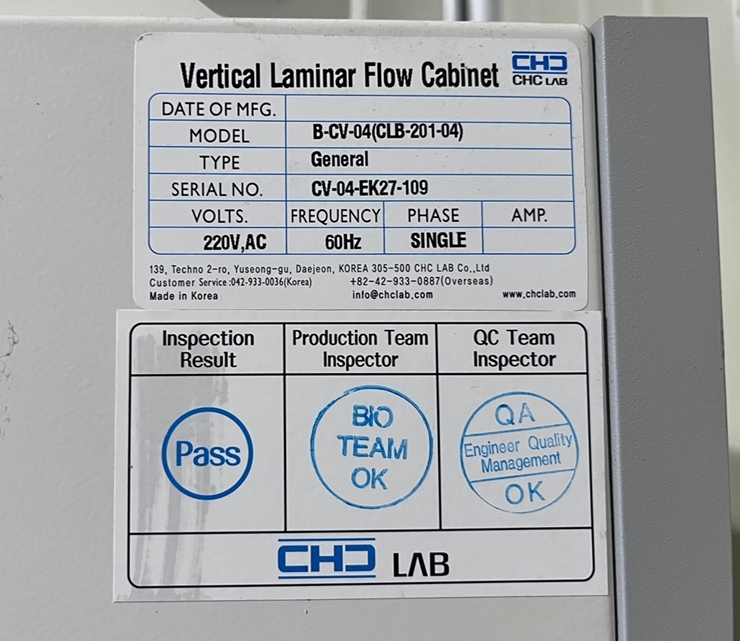 Vertical Laminar Flow Cabinet CHC
CHC LAB
DATE OF MFG.
MODEL B-CV-04(CLB-201-04)
TYPE General
SERIAL NO. CV-04-EK27-109
VOLTS. FREQUENCY PHASE AMP.
220V,AC 60Hz SINGLE
139, Techno 2-ro, Yuseong-gu, Daejeon, KOREA 305-500 CHC LAB Co.,Ltd
Customer Service :042-933-0036(Korea) +82-42-933-0887(Overseas)
Made in Korea info@chclab.com www.chclab.com
Inspection Result
Production Team Inspector
QC Team Inspector
Pass
BIO
TEAM
OK
QA
Engineer Quality
Management
OK
CHC LAB